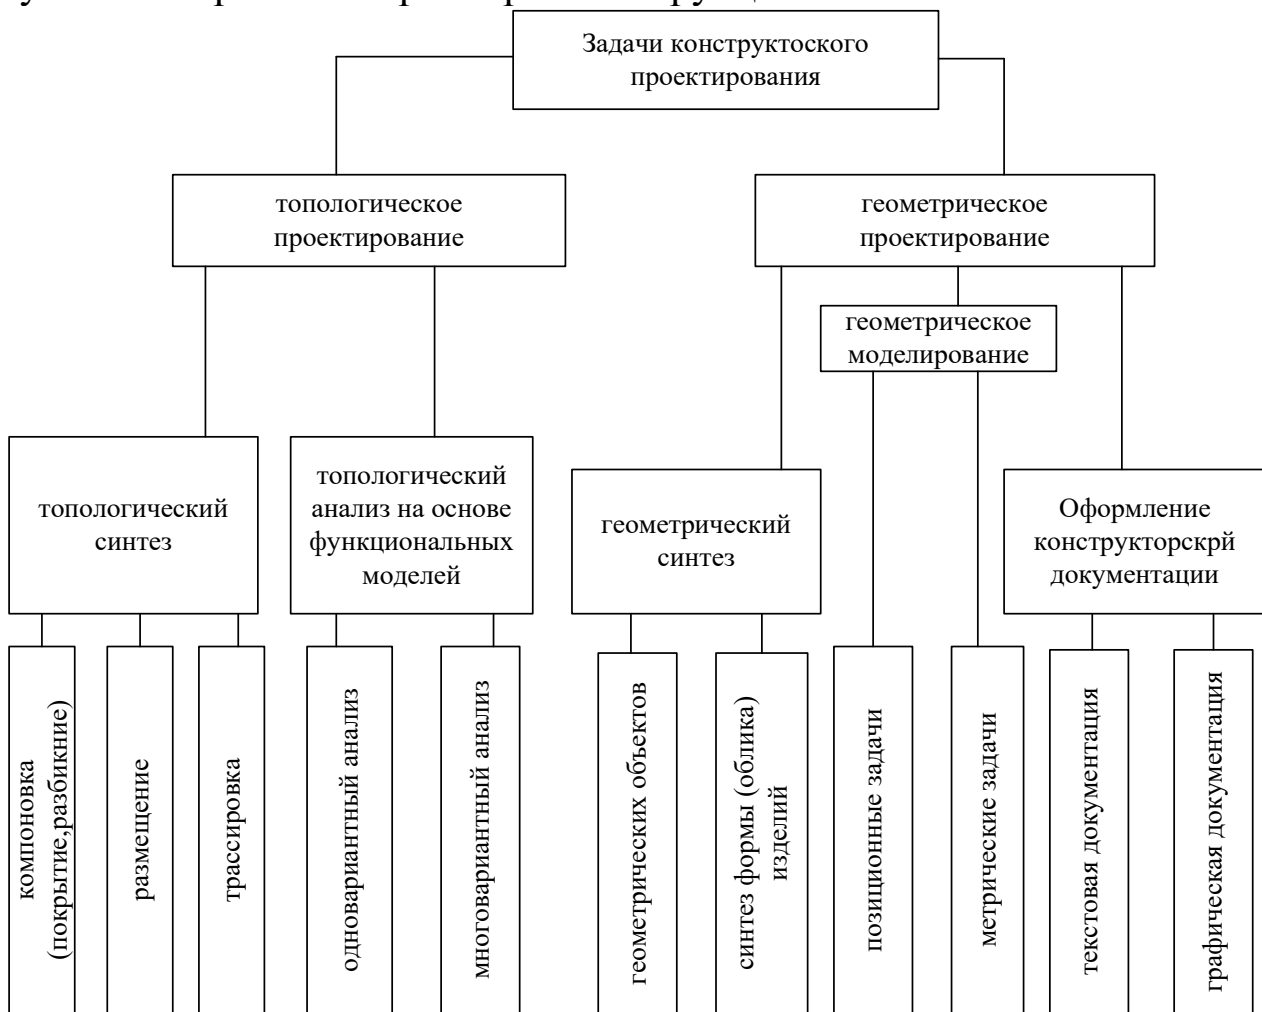 Задачи конструктоского
проектирования
топологическое
проектирование
геометрическое
проектирование
геометрическое
моделирование
топологический
синтез
топологический
анализ на основе
функциональных
моделей
геометрический
синтез
Оформление
конструкторскрй
документации
компоновка
(покрытие,разбикние)
размещение
трассировка
одновариантный анализ
многовариантный анализ
геометрических объектов
синтез формы (облика)
изделий
позиционные задачи
метрические задачи
текстовая документация
графическая документация